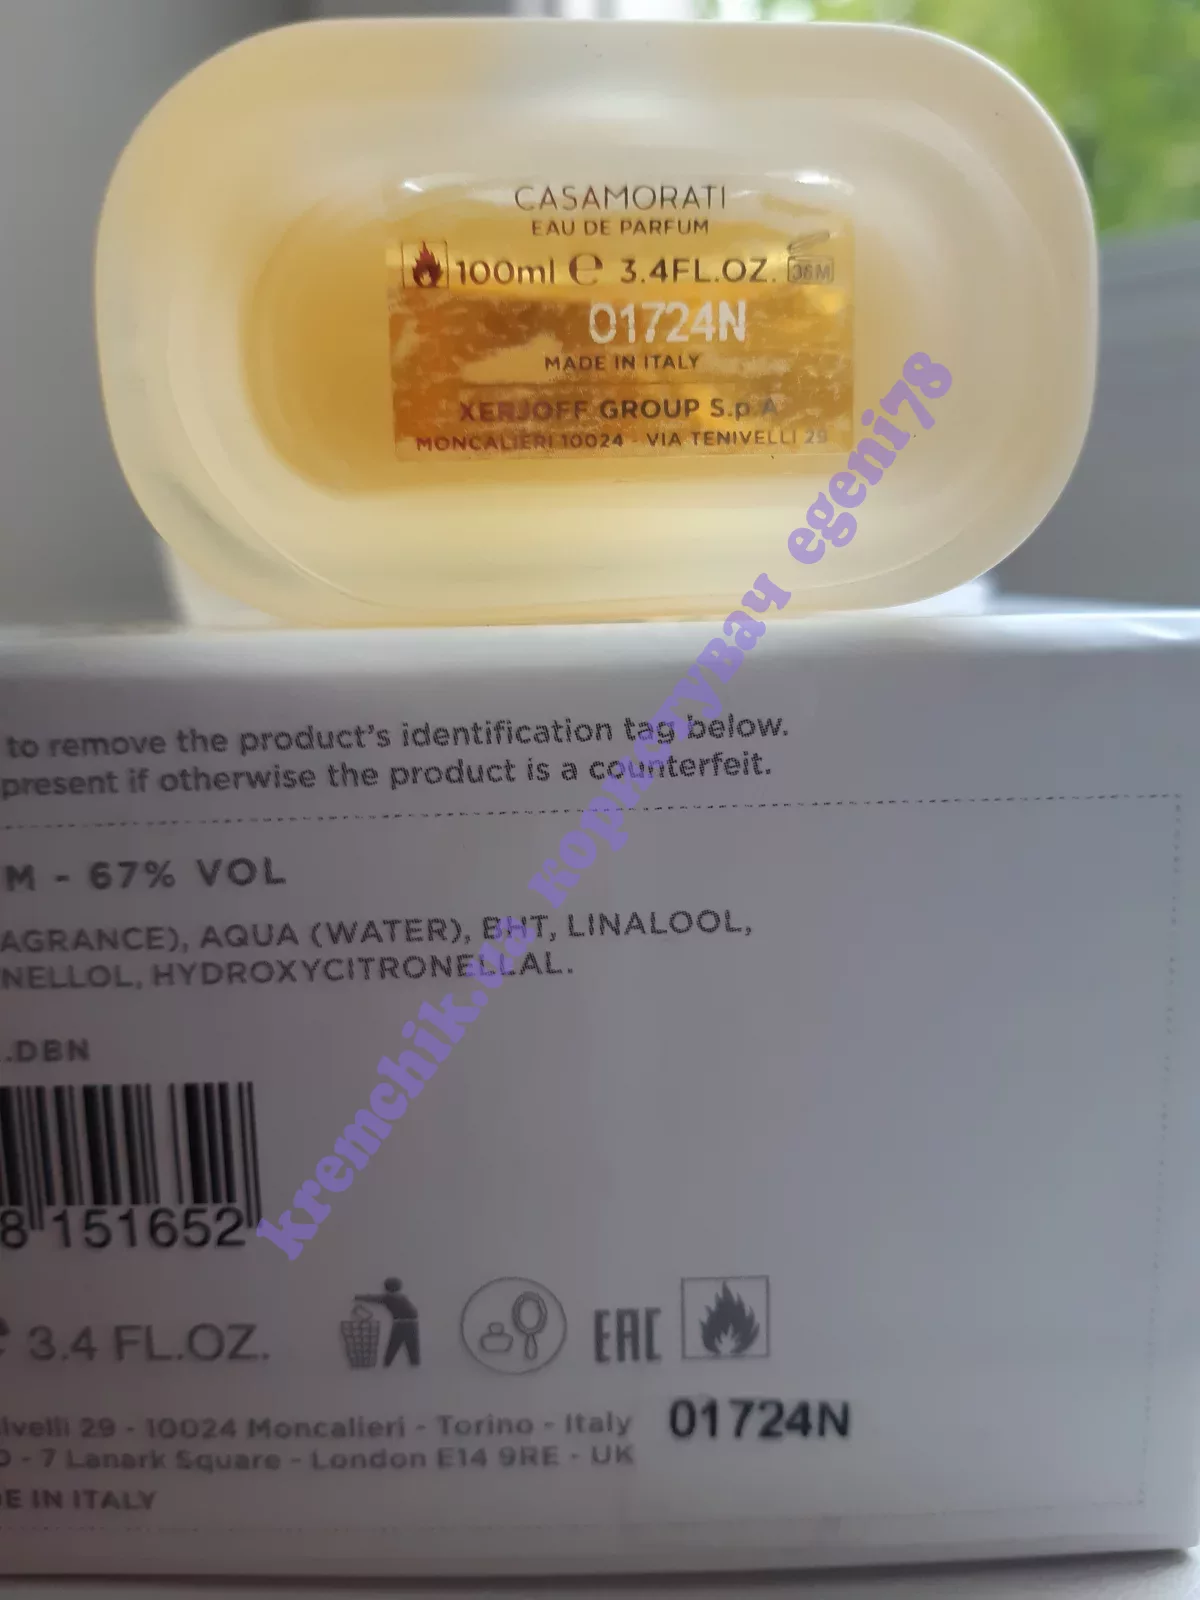 CASAMORATI
EAU DE PARFUM
100ml ℮ 3.4FL.OZ. 36M
01724N
MADE IN ITALY
XERJOFF GROUP S.p.A
MONCALIERI 10024 - VIA TENIVELLI 29
to remove the product's identification tag below.
present if otherwise the product is a counterfeit.
M - 67% VOL
AGRANCE), AQUA (WATER), BHT, LINALOOL,
NELLOL, HYDROXYCITRONELLAL.
.DBN
8 151652
℮ 3.4 FL.OZ.
EAC
ivelli 29 - 10024 Moncalieri - Torino - Italy
01724N
- 7 Lanark Square - London E14 9RE - UK
E IN ITALY
kremchik.ua користувач egeni78